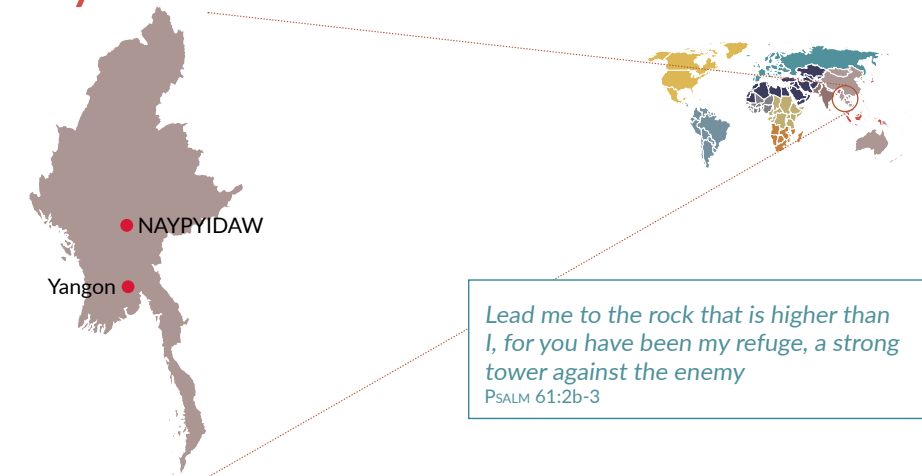 NAYPYIDAW
Yangon
Lead me to the rock that is higher than
I, for you have been my refuge, a strong
tower against the enemy
PSALM 61:2b-3